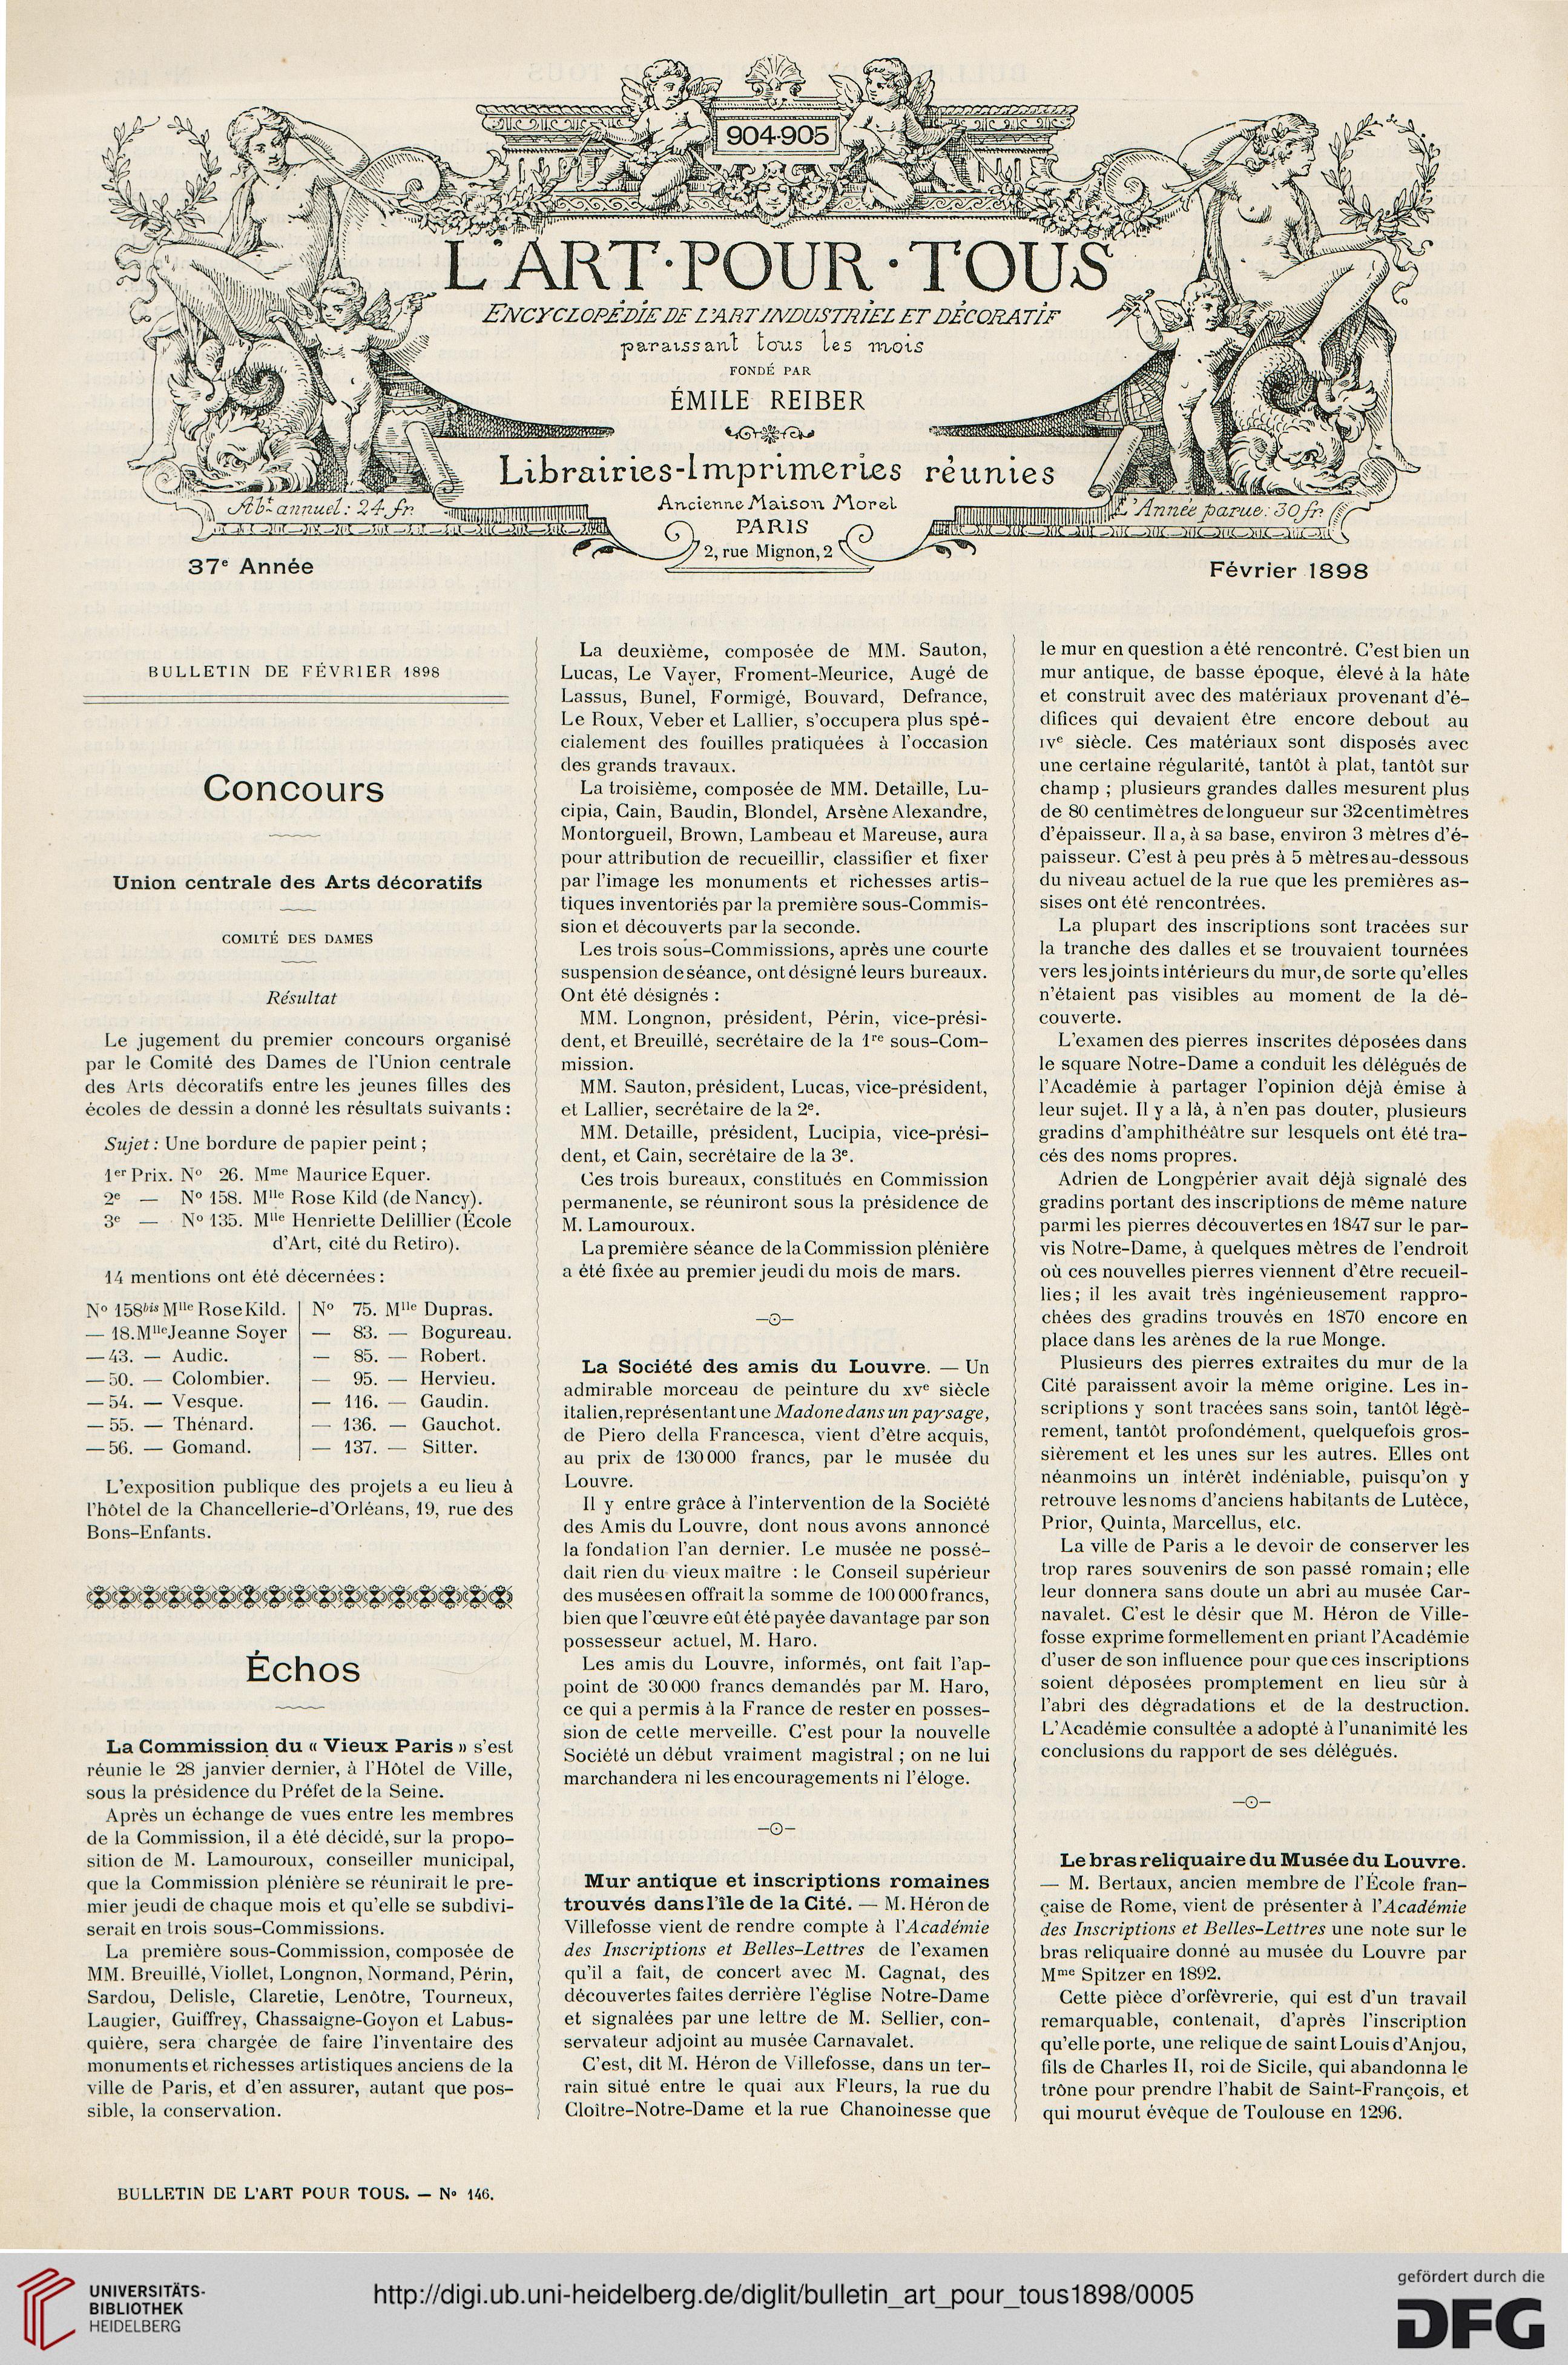 904-905
L'ART·POUR·TOUS
ENCYCLOPÉDIE DE L'ART INDUSTRIEL ET DÉCORATIF
paraissant tous les mois
FONDÉ PAR
ÉMILE REIBER
Librairies-Imprimeries réunies
Ancienne Maison Morel
PARIS
2, rue Mignon, 2
Abt annuel : 24 fr.
L'Année parue : 30 fr.
37e Année
Février 1898
BULLETIN DE FÉVRIER 1898
Concours
Union centrale des Arts décoratifs
COMITÉ DES DAMES
Résultat
Le jugement du premier concours organisé
par le Comité des Dames de l'Union centrale
des Arts décoratifs entre les jeunes filles des
écoles de dessin a donné les résultats suivants :
Sujet : Une bordure de papier peint ;
1er Prix. No 26. Mme Maurice Equer.
2e — No 158. Mlle Rose Kild (de Nancy).
3e — No 135. Mlle Henriette Delillier (École
d'Art, cité du Retiro).
14 mentions ont été décernées :
No 158bis Mlle Rose Kild.
— 18. Mlle Jeanne Soyer
— 43. — Audic.
— 50. — Colombier.
— 54. — Vesque.
— 55. — Thénard.
— 56. — Gomand.
No 75. Mlle Dupras.
— 83. — Bogureau.
— 85. — Robert.
— 95. — Hervieu.
— 116. — Gaudin.
— 136. — Gauchot.
— 137. — Sitter.
L'exposition publique des projets a eu lieu à
l'hôtel de la Chancellerie-d'Orléans, 19, rue des
Bons-Enfants.
Échos
La Commission du « Vieux Paris » s'est
réunie le 28 janvier dernier, à l'Hôtel de Ville,
sous la présidence du Préfet de la Seine.
Après un échange de vues entre les membres
de la Commission, il a été décidé, sur la propo-
sition de M. Lamouroux, conseiller municipal,
que la Commission plénière se réunirait le pre-
mier jeudi de chaque mois et qu'elle se subdivi-
serait en trois sous-Commissions.
La première sous-Commission, composée de
MM. Breuillé, Viollet, Longnon, Normand, Périn,
Sardou, Delisle, Claretie, Lenôtre, Tourneux,
Laugier, Guiffrey, Chassaigne-Goyon et Labus-
quière, sera chargée de faire l'inventaire des
monuments et richesses artistiques anciens de la
ville de Paris, et d'en assurer, autant que pos-
sible, la conservation.
La deuxième, composée de MM. Sauton,
Lucas, Le Vayer, Froment-Meurice, Augé de
Lassus, Bunel, Formigé, Bouvard, Defrance,
Le Roux, Veber et Lallier, s'occupera plus spé-
cialement des fouilles pratiquées à l'occasion
des grands travaux.
La troisième, composée de MM. Detaille, Lu-
cipia, Cain, Baudin, Blondel, Arsène Alexandre,
Montorgueil, Brown, Lambeau et Mareuse, aura
pour attribution de recueillir, classifier et fixer
par l'image les monuments et richesses artis-
tiques inventoriés par la première sous-Commis-
sion et découverts par la seconde.
Les trois sous-Commissions, après une courte
suspension de séance, ont désigné leurs bureaux.
Ont été désignés :
MM. Longnon, président, Périn, vice-prési-
dent, et Breuillé, secrétaire de la 1re sous-Com-
mission.
MM. Sauton, président, Lucas, vice-président,
et Lallier, secrétaire de la 2e.
MM. Detaille, président, Lucipia, vice-prési-
dent, et Cain, secrétaire de la 3e.
Ces trois bureaux, constitués en Commission
permanente, se réuniront sous la présidence de
M. Lamouroux.
La première séance de la Commission plénière
a été fixée au premier jeudi du mois de mars.
La Société des amis du Louvre. — Un
admirable morceau de peinture du xve siècle
italien, représentant une Madone dans un paysage,
de Piero della Francesca, vient d'être acquis,
au prix de 130 000 francs, par le musée du
Louvre.
Il y entre grâce à l'intervention de la Société
des Amis du Louvre, dont nous avons annoncé
la fondation l'an dernier. Le musée ne possé-
dait rien du vieux maître : le Conseil supérieur
des musées en offrait la somme de 100 000 francs,
bien que l'œuvre eût été payée davantage par son
possesseur actuel, M. Haro.
Les amis du Louvre, informés, ont fait l'ap-
point de 30 000 francs demandés par M. Haro,
ce qui a permis à la France de rester en posses-
sion de cette merveille. C'est pour la nouvelle
Société un début vraiment magistral ; on ne lui
marchandera ni les encouragements ni l'éloge.
Mur antique et inscriptions romaines
trouvés dans l'île de la Cité. — M. Héron de
Villefosse vient de rendre compte à l'Académie
des Inscriptions et Belles-Lettres de l'examen
qu'il a fait, de concert avec M. Cagnat, des
découvertes faites derrière l'église Notre-Dame
et signalées par une lettre de M. Sellier, con-
servateur adjoint au musée Carnavalet.
C'est, dit M. Héron de Villefosse, dans un ter-
rain situé entre le quai aux Fleurs, la rue du
Cloître-Notre-Dame et la rue Chanoinesse que
le mur en question a été rencontré. C'est bien un
mur antique, de basse époque, élevé à la hâte
et construit avec des matériaux provenant d'é-
difices qui devaient être encore debout au
ive siècle. Ces matériaux sont disposés avec
une certaine régularité, tantôt à plat, tantôt sur
champ ; plusieurs grandes dalles mesurent plus
de 80 centimètres de longueur sur 32 centimètres
d'épaisseur. Il a, à sa base, environ 3 mètres d'é-
paisseur. C'est à peu près à 5 mètres au-dessous
du niveau actuel de la rue que les premières as-
sises ont été rencontrées.
La plupart des inscriptions sont tracées sur
la tranche des dalles et se trouvaient tournées
vers les joints intérieurs du mur, de sorte qu'elles
n'étaient pas visibles au moment de la dé-
couverte.
L'examen des pierres inscrites déposées dans
le square Notre-Dame a conduit les délégués de
l'Académie à partager l'opinion déjà émise à
leur sujet. Il y a là, à n'en pas douter, plusieurs
gradins d'amphithéâtre sur lesquels ont été tra-
cés des noms propres.
Adrien de Longpérier avait déjà signalé des
gradins portant des inscriptions de même nature
parmi les pierres découvertes en 1847 sur le par-
vis Notre-Dame, à quelques mètres de l'endroit
où ces nouvelles pierres viennent d'être recueil-
lies ; il les avait très ingénieusement rappro-
chées des gradins trouvés en 1870 encore en
place dans les arènes de la rue Monge.
Plusieurs des pierres extraites du mur de la
Cité paraissent avoir la même origine. Les in-
scriptions y sont tracées sans soin, tantôt légè-
rement, tantôt profondément, quelquefois gros-
sièrement et les unes sur les autres. Elles ont
néanmoins un intérêt indéniable, puisqu'on y
retrouve les noms d'anciens habitants de Lutèce,
Prior, Quinta, Marcellus, etc.
La ville de Paris a le devoir de conserver les
trop rares souvenirs de son passé romain ; elle
leur donnera sans doute un abri au musée Car-
navalet. C'est le désir que M. Héron de Ville-
fosse exprime formellement en priant l'Académie
d'user de son influence pour que ces inscriptions
soient déposées promptement en lieu sûr à
l'abri des dégradations et de la destruction.
L'Académie consultée a adopté à l'unanimité les
conclusions du rapport de ses délégués.
Le bras reliquaire du Musée du Louvre.
— M. Bertaux, ancien membre de l'École fran-
çaise de Rome, vient de présenter à l'Académie
des Inscriptions et Belles-Lettres une note sur le
bras reliquaire donné au musée du Louvre par
Mme Spitzer en 1892.
Cette pièce d'orfèvrerie, qui est d'un travail
remarquable, contenait, d'après l'inscription
qu'elle porte, une relique de saint Louis d'Anjou,
fils de Charles II, roi de Sicile, qui abandonna le
trône pour prendre l'habit de Saint-François, et
qui mourut évêque de Toulouse en 1296.
BULLETIN DE L'ART POUR TOUS. — No 146.
UNIVERSITÄTS-
BIBLIOTHEK
HEIDELBERG
http://digi.ub.uni-heidelberg.de/diglit/bulletin_art_pour_tous1898/0005
gefördert durch die
DFG